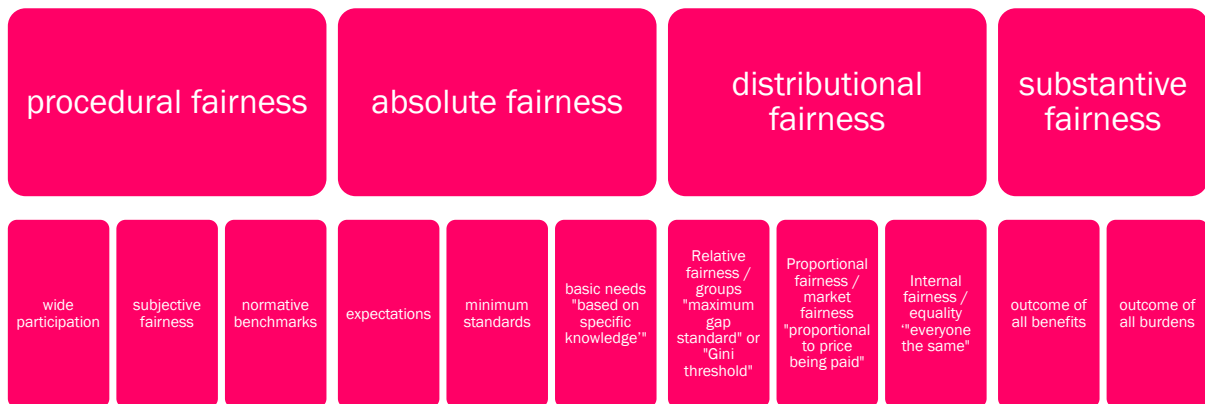 procedural fairness
absolute fairness
distributional
fairness
substantive
fairness
wide
participation
subjective
fairness
normative
benchmarks
expectations
minimum
standards
basic needs
"based on
specific
knowledge'"
Relative
fairness /
groups
"maximum
gap
standard" or
"Gini
threshold"
Proportional
fairness /
market
fairness
"proportional
to price
being paid"
Internal
fairness /
equality
‘"everyone
the same"
outcome of
all benefits
outcome of
all burdens